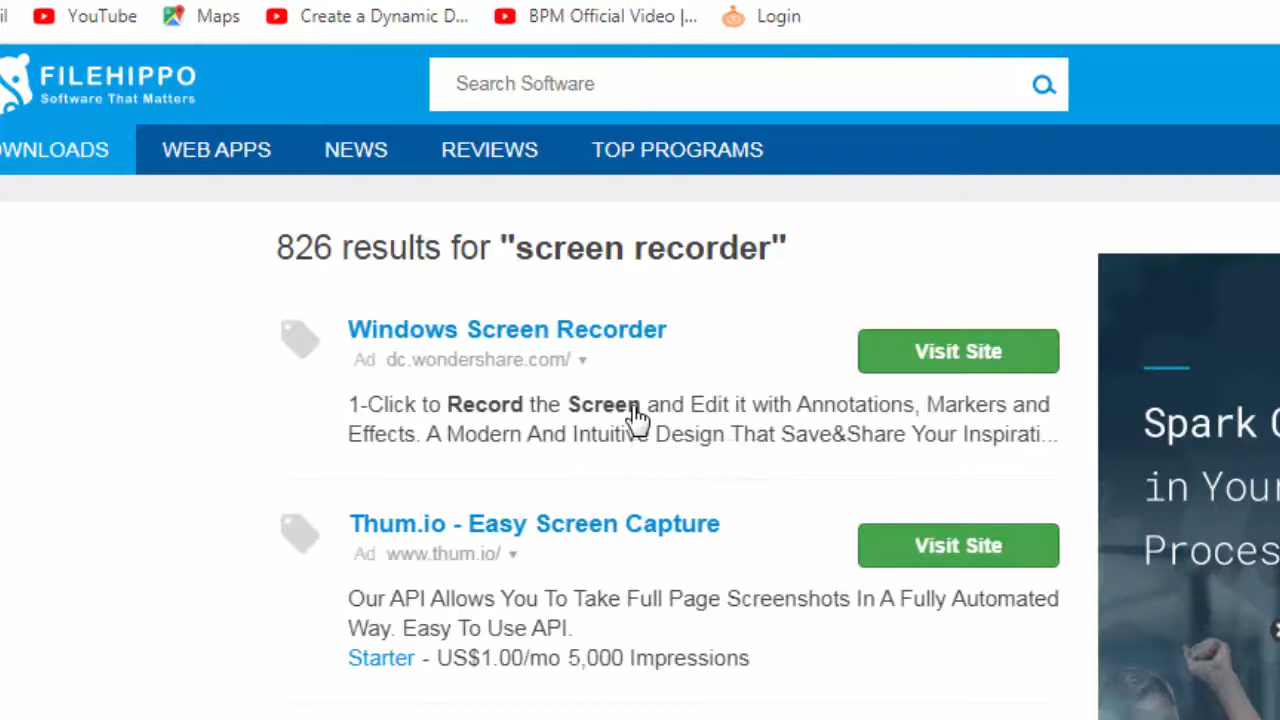 YouTube Maps Create a Dynamic D... BPM Official Video |... Login
FILEHIPPO
Software That Matters
Search Software
WEB APPS NEWS REVIEWS TOP PROGRAMS
826 results for "screen recorder"
Windows Screen Recorder
Ad dc.wondershare.com/
Visit Site
1-Click to Record the Screen and Edit it with Annotations, Markers and
Effects. A Modern And Intuitive Design That Save&Share Your Inspirati...
Thum.io - Easy Screen Capture
Ad www.thum.io/
Visit Site
Our API Allows You To Take Full Page Screenshots In A Fully Automated
Way. Easy To Use API.
Starter - US$1.00/mo 5,000 Impressions
Spark
in Your